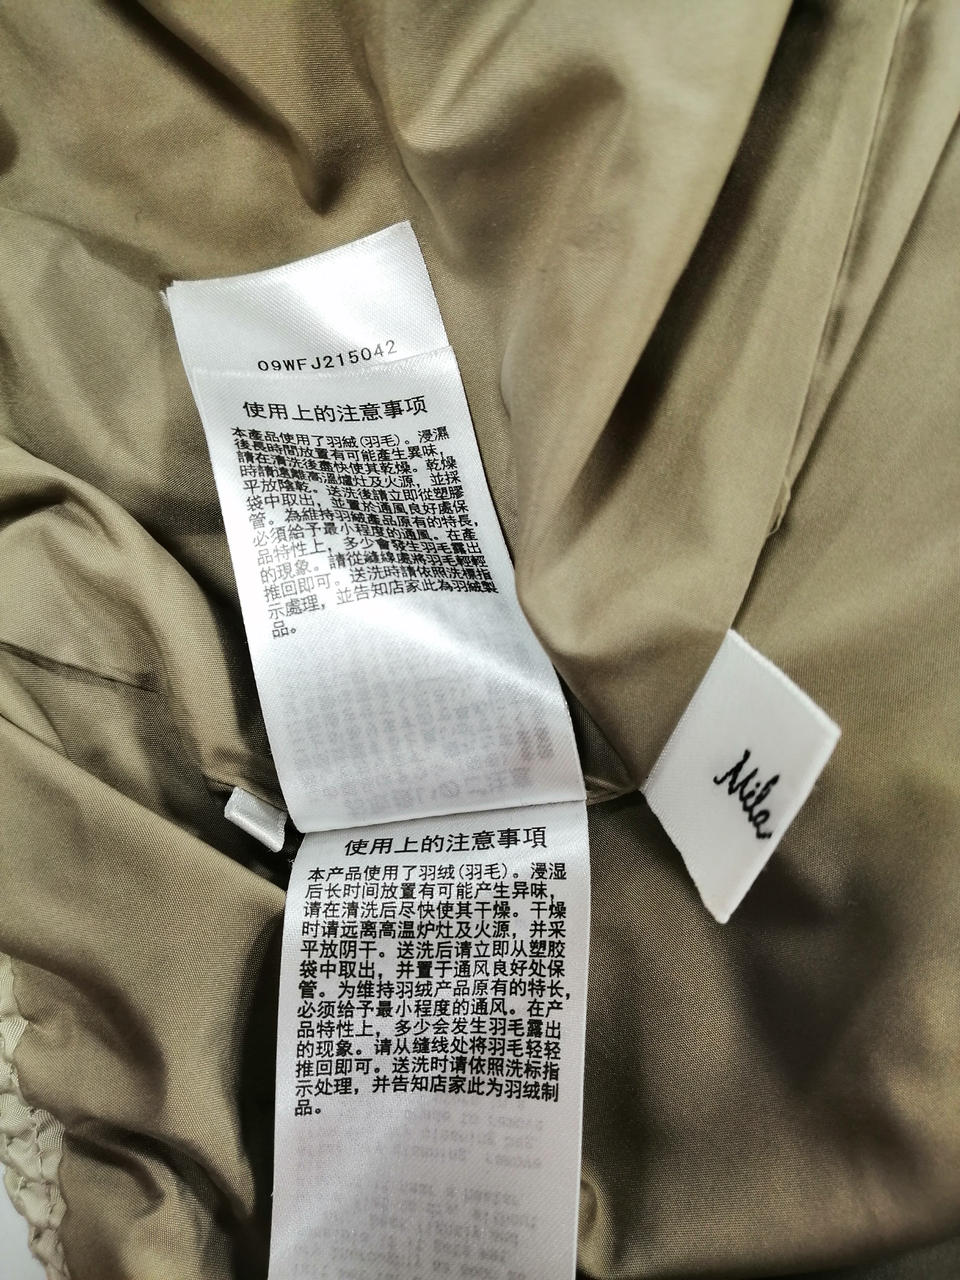 09WFJ215042
使用上的注意事项
本產品使用了羽絨(羽毛)。浸濕
後長時間放置有可能產生異味，
請在清洗後盡快使其乾燥。乾燥
時請遠離高溫爐灶及火源，並採
平放陰乾。送洗後請立即從塑膠
袋中取出，並置於通風良好處保
管。為維持羽絨產品原有的特長，
必須給予最小程度的通風。在產
品特性上，多少會發生羽毛露出
的現象。請從縫線處將羽毛輕輕
推回即可。送洗時請依照洗標指
示處理，並告知店家此為羽絨製
品。
Mila
使用上的注意事項
本产品使用了羽绒(羽毛)。浸湿
后长时间放置有可能产生异味，
请在清洗后尽快使其干燥。干燥
时请远离高温炉灶及火源，并采
平放阴干。送洗后请立即从塑胶
袋中取出，并置于通风良好处保
管。为维持羽绒产品原有的特长，
必须给予最小程度的通风。在产
品特性上，多少会发生羽毛露出
的现象。请从缝线处将羽毛轻轻
推回即可。送洗时请依照洗标指
示处理，并告知店家此为羽绒制
品。